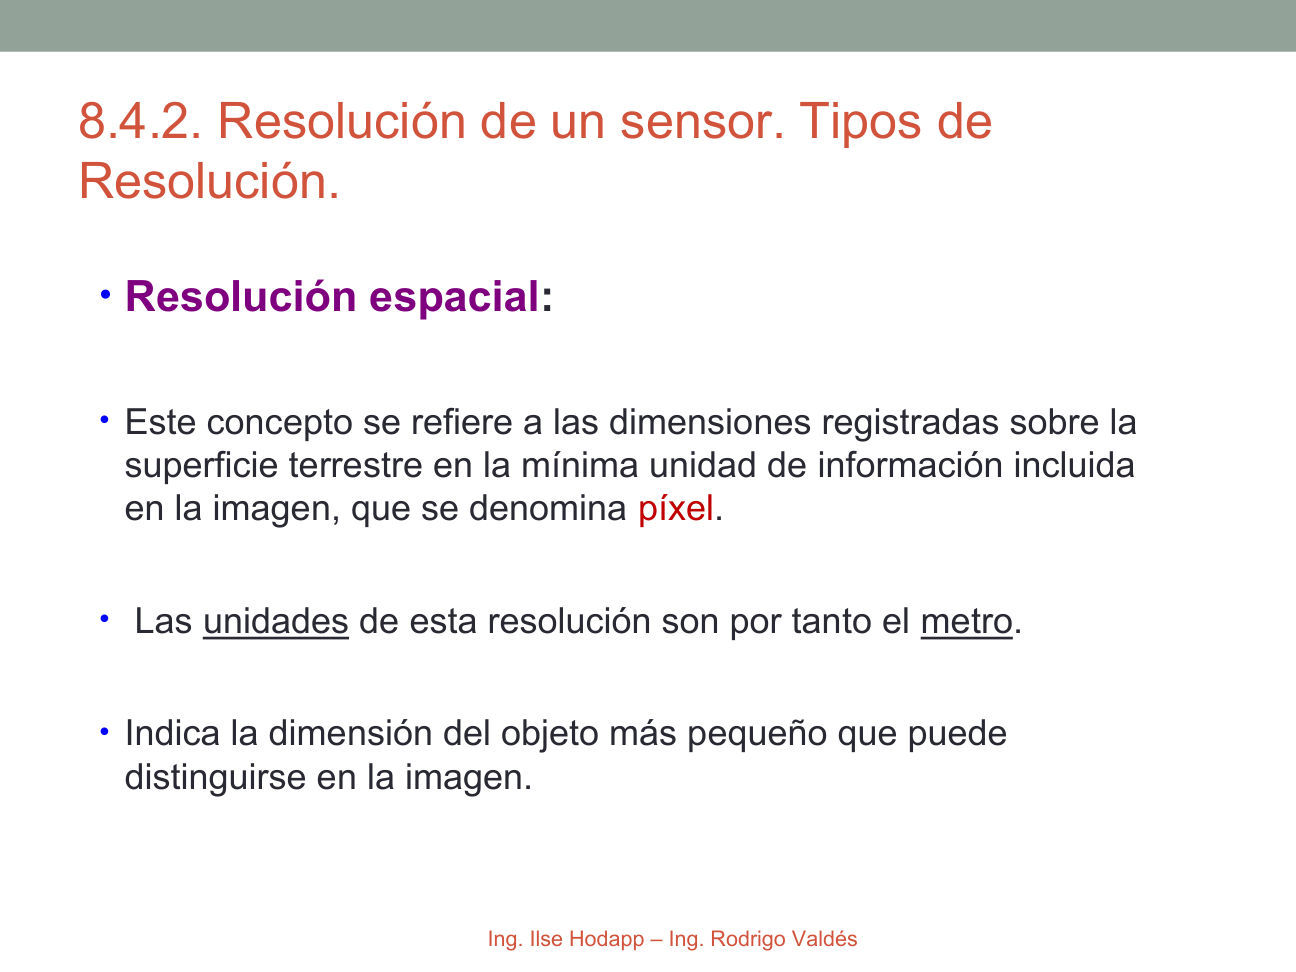 8.4.2. Resolución de un sensor. Tipos de
Resolución.
• Resolución espacial:
• Este concepto se refiere a las dimensiones registradas sobre la
superficie terrestre en la mínima unidad de información incluida
en la imagen, que se denomina píxel.
• Las unidades de esta resolución son por tanto el metro.
• Indica la dimensión del objeto más pequeño que puede
distinguirse en la imagen.
Ing. Ilse Hodapp – Ing. Rodrigo Valdés